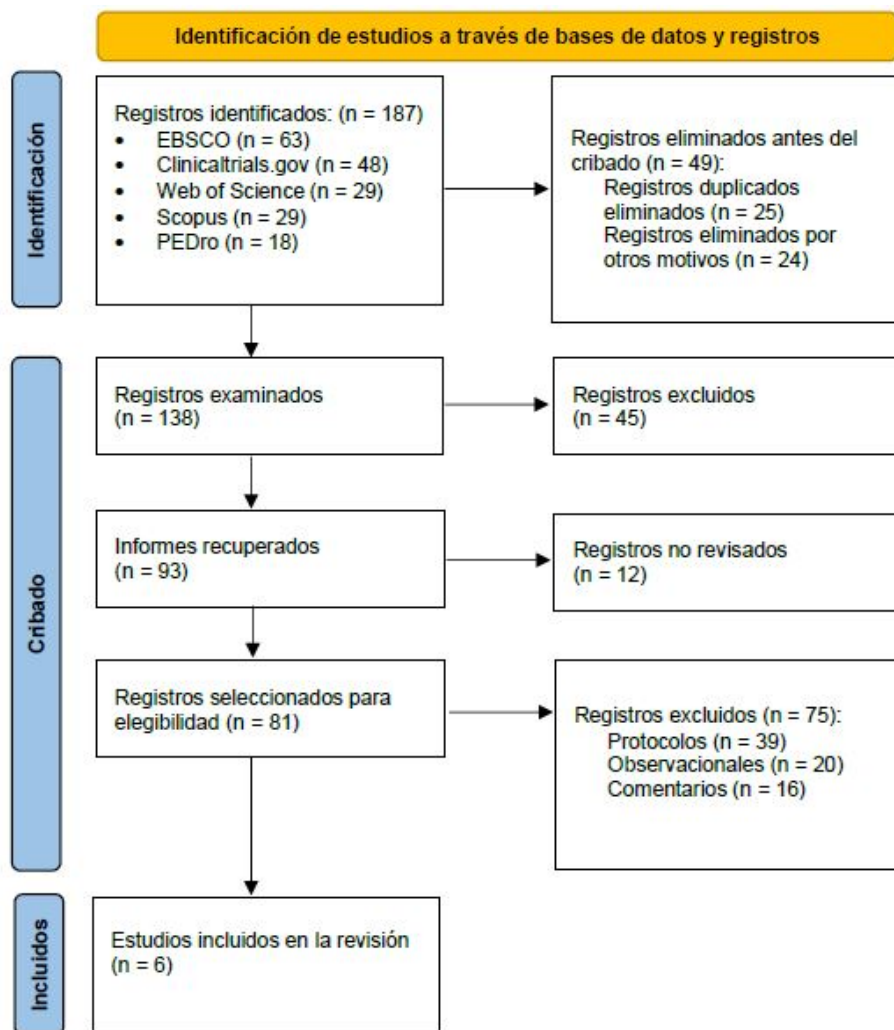 Identificación de estudios a través de bases de datos y registros
Identificación
Registros identificados: (n = 187)
• EBSCO (n = 63)
• Clinicaltrials.gov (n = 48)
• Web of Science (n = 29)
• Scopus (n = 29)
• PEDro (n = 18)
Registros eliminados antes del
cribado (n = 49):
Registros duplicados
eliminados (n = 25)
Registros eliminados por
otros motivos (n = 24)
Cribado
Registros examinados
(n = 138)
Registros excluidos
(n = 45)
Informes recuperados
(n = 93)
Registros no revisados
(n = 12)
Registros seleccionados para
elegibilidad (n = 81)
Registros excluidos (n = 75):
Protocolos (n = 39)
Observacionales (n = 20)
Comentarios (n = 16)
Incluidos
Estudios incluidos en la revisión
(n = 6)